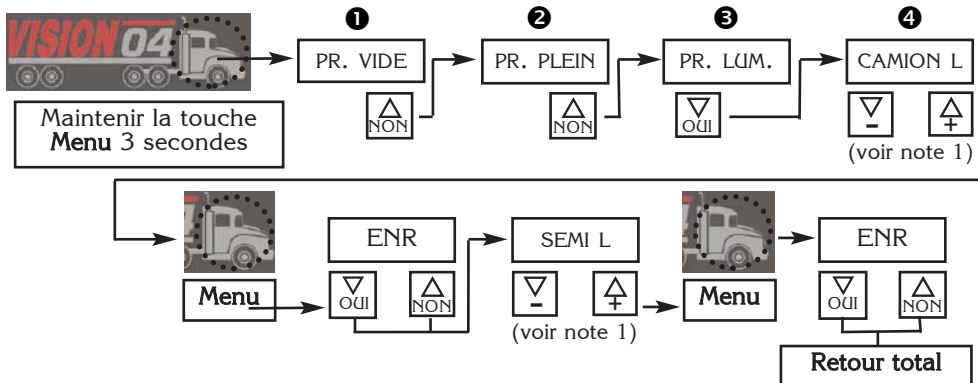 ❶ ❷ ❸ ❹
VISION 04 PR. VIDE PR. PLEIN PR. LUM. CAMION L
NON NON OUI - +
Maintenir la touche
Menu 3 secondes
(voir note 1)
ENR SEMI L ENR
Menu OUI NON - + Menu OUI NON
(voir note 1)
Retour total